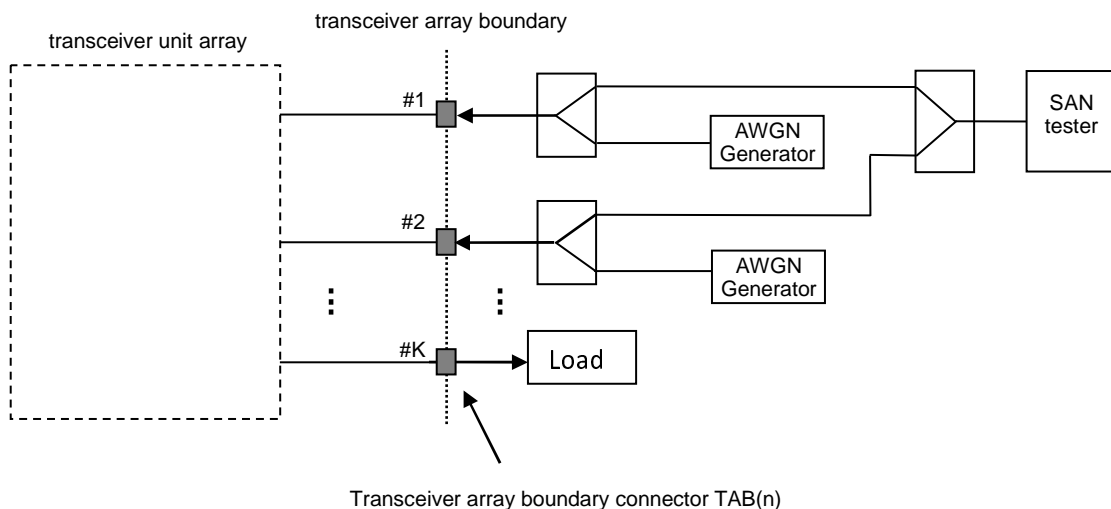 transceiver array boundary
transceiver unit array
#1
AWGN
Generator
SAN
tester
#2
AWGN
Generator
#K
Load
Transceiver array boundary connector TAB(n)